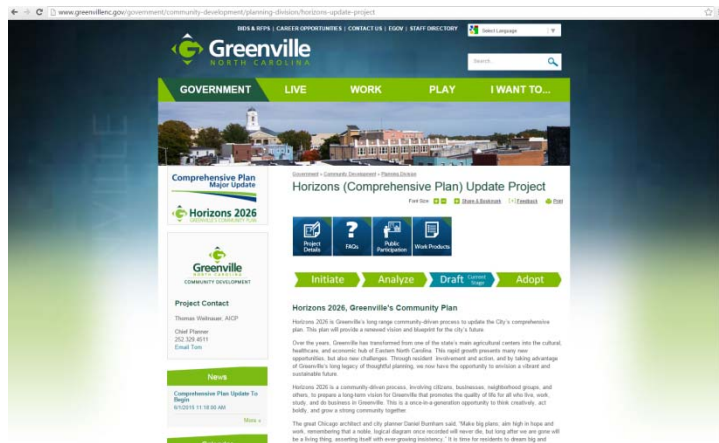 www.greenvillenc.gov/government/community-development/planning-division/horizons-update-project
BIDS & RFPS | CAREER OPPORTUNITIES | CONTACT US | EGOV | STAFF DIRECTORY
Select Language
Greenville
NORTH CAROLINA
Search...
GOVERNMENT LIVE WORK PLAY I WANT TO...
Comprehensive Plan
Major Update
Horizons 2026
GREENVILLE'S COMMUNITY PLAN
Greenville
NORTH CAROLINA
COMMUNITY DEVELOPMENT
Project Contact
Thomas Weitnauer, AICP
Chief Planner
252.329.4511
Email Tom
News
Comprehensive Plan Update To
Begin
6/1/2015 11:18:00 AM
More »
Government > Community Development > Planning Division
Horizons (Comprehensive Plan) Update Project
Font Size: Share & Bookmark Feedback Print
Project
Details
FAQs
Public
Participation
Work Products
Initiate Analyze Draft Current Stage Adopt
Horizons 2026, Greenville's Community Plan
Horizons 2026 is Greenville's long range community-driven process to update the City's comprehensive
plan. This plan will provide a renewed vision and blueprint for the city's future.
Over the years, Greenville has transformed from one of the state's main agricultural centers into the cultural,
healthcare, and economic hub of Eastern North Carolina. This rapid growth presents many new
opportunities, but also new challenges. Through resident involvement and action, and by taking advantage
of Greenville's long legacy of thoughtful planning, we now have the opportunity to envision a vibrant and
sustainable future.
Horizons 2026 is a community-driven process, involving citizens, businesses, neighborhood groups, and
others, to prepare a long-term vision for Greenville that promotes the quality of life for all who live, work,
study, and do business in Greenville. This is a once-in-a-generation opportunity to think creatively, act
boldly, and grow a strong community together.
The great Chicago architect and city planner Daniel Burnham said, "Make big plans; aim high in hope and
work, remembering that a noble, logical diagram once recorded will never die, but long after we are gone will
be a living thing, asserting itself with ever-growing insistency." It is time for residents to dream big and